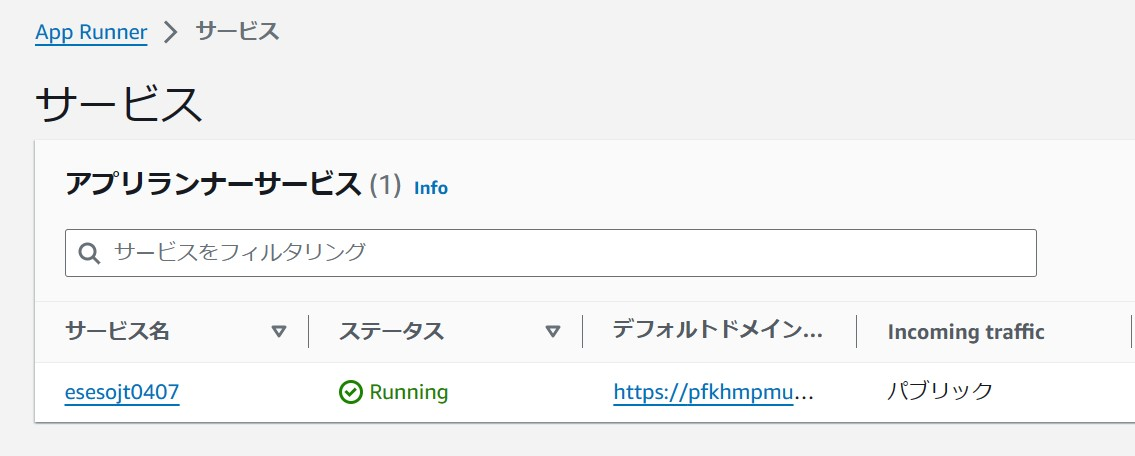 App Runner > サービス
サービス
アプリランナーサービス (1) Info
サービスをフィルタリング
サービス名 ステータス デフォルトドメイン... Incoming traffic
esesojt0407 Running https://pfkhmpmu... パブリック